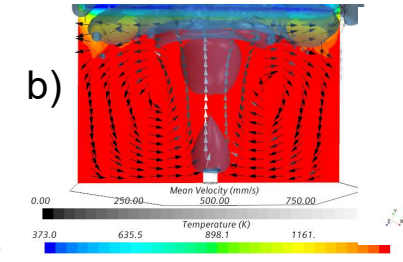 b)
Mean Velocity (mm/s)
0.00 250.00 500.00 750.00
Temperature (K)
373.0 635.5 898.1 1161.